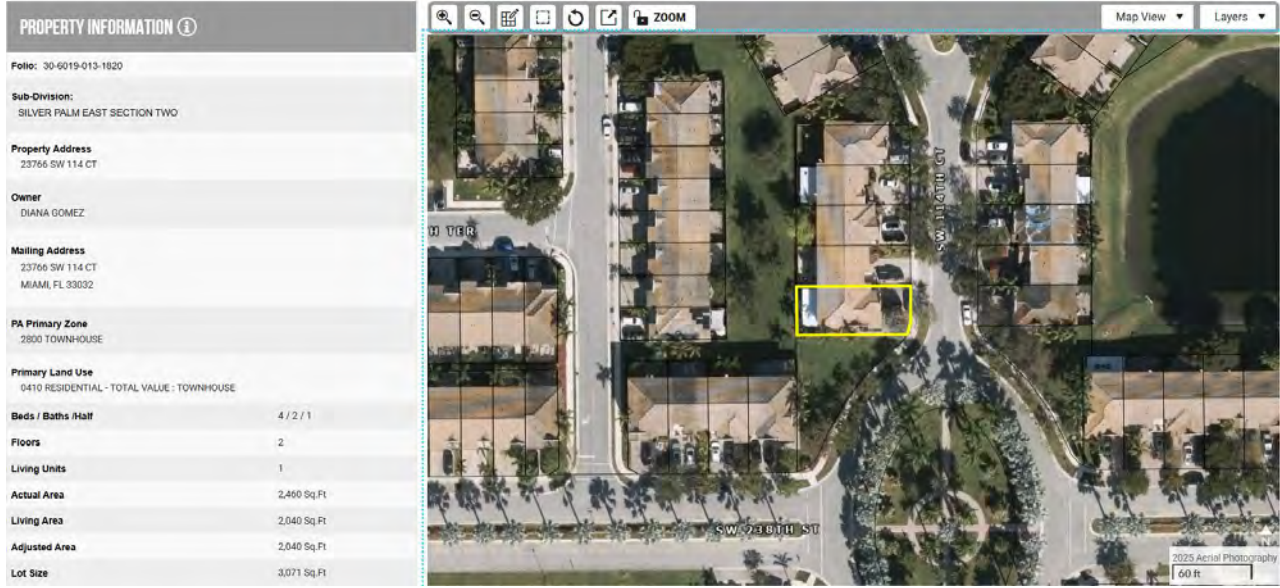 PROPERTY INFORMATION
Folio: 30-6019-013-1820
Sub-Division:
SILVER PALM EAST SECTION TWO
Property Address
23766 SW 114 CT
Owner
DIANA GOMEZ
Mailing Address
23766 SW 114 CT
MIAMI, FL 33032
PA Primary Zone
2800 TOWNHOUSE
Primary Land Use
0410 RESIDENTIAL - TOTAL VALUE : TOWNHOUSE
Beds / Baths /Half 4 / 2 / 1
Floors 2
Living Units 1
Actual Area 2,460 Sq.Ft
Living Area 2,040 Sq.Ft
Adjusted Area 2,040 Sq.Ft
Lot Size 3,071 Sq.Ft
ZOOM
Map View
Layers
SW 114TH CT
H TER
SW 238TH ST
2025 Aerial Photography
60 ft